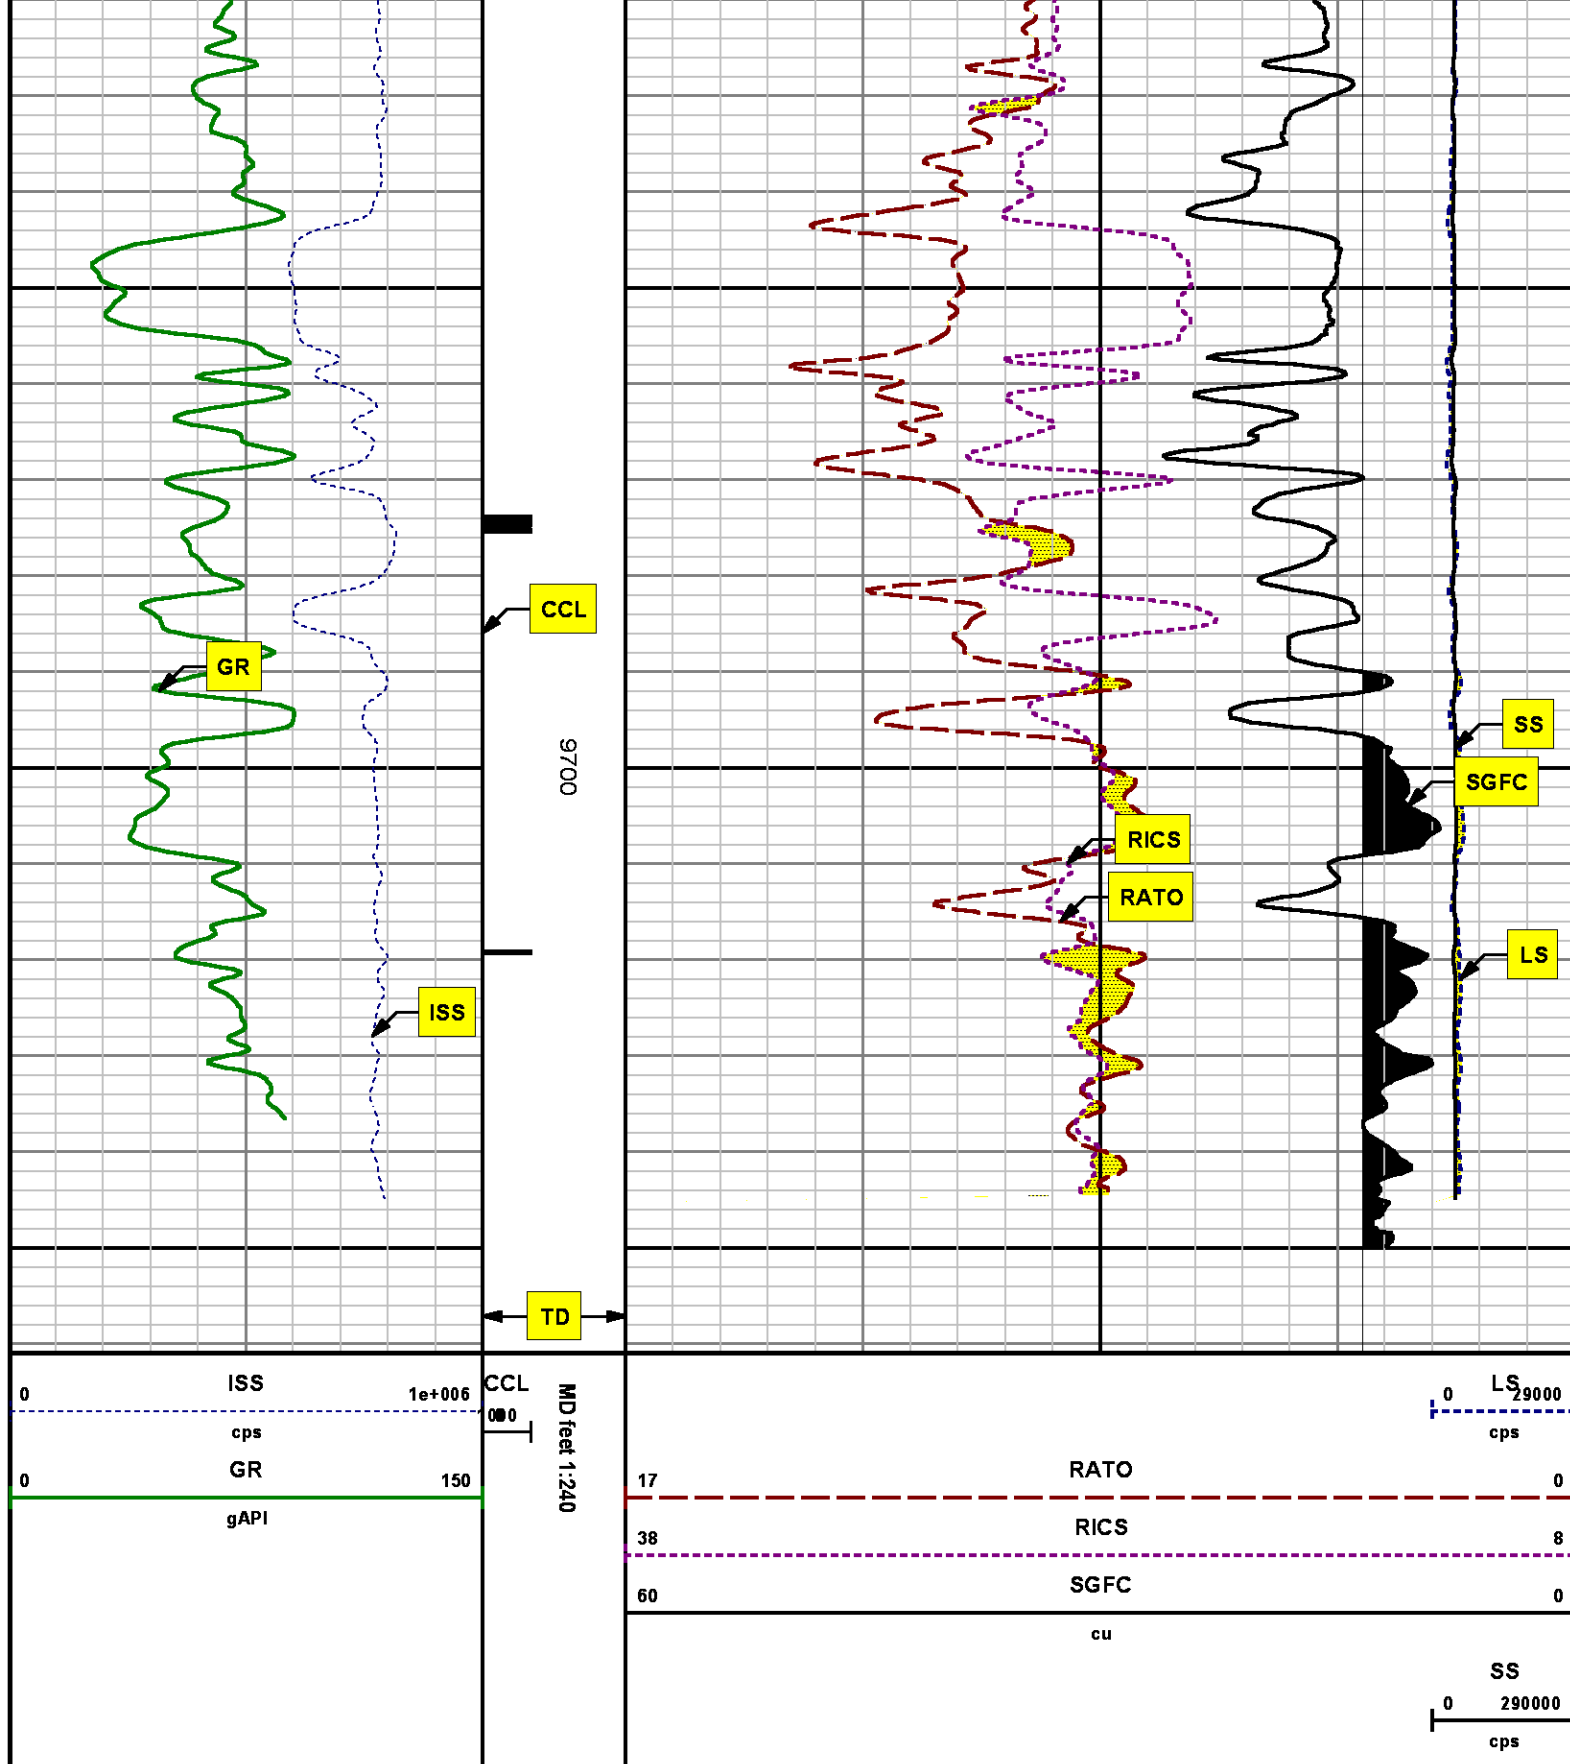 CCL
GR
9700
SS
SGFC
RICS
RATO
LS
ISS
TD
ISS
0 1e+006
cps
GR
0 150
gAPI
CCL
MD feet 1:240
LS
0 29000
cps
RATO
17 0
RICS
38 8
SGFC
60 0
cu
SS
0 290000
cps